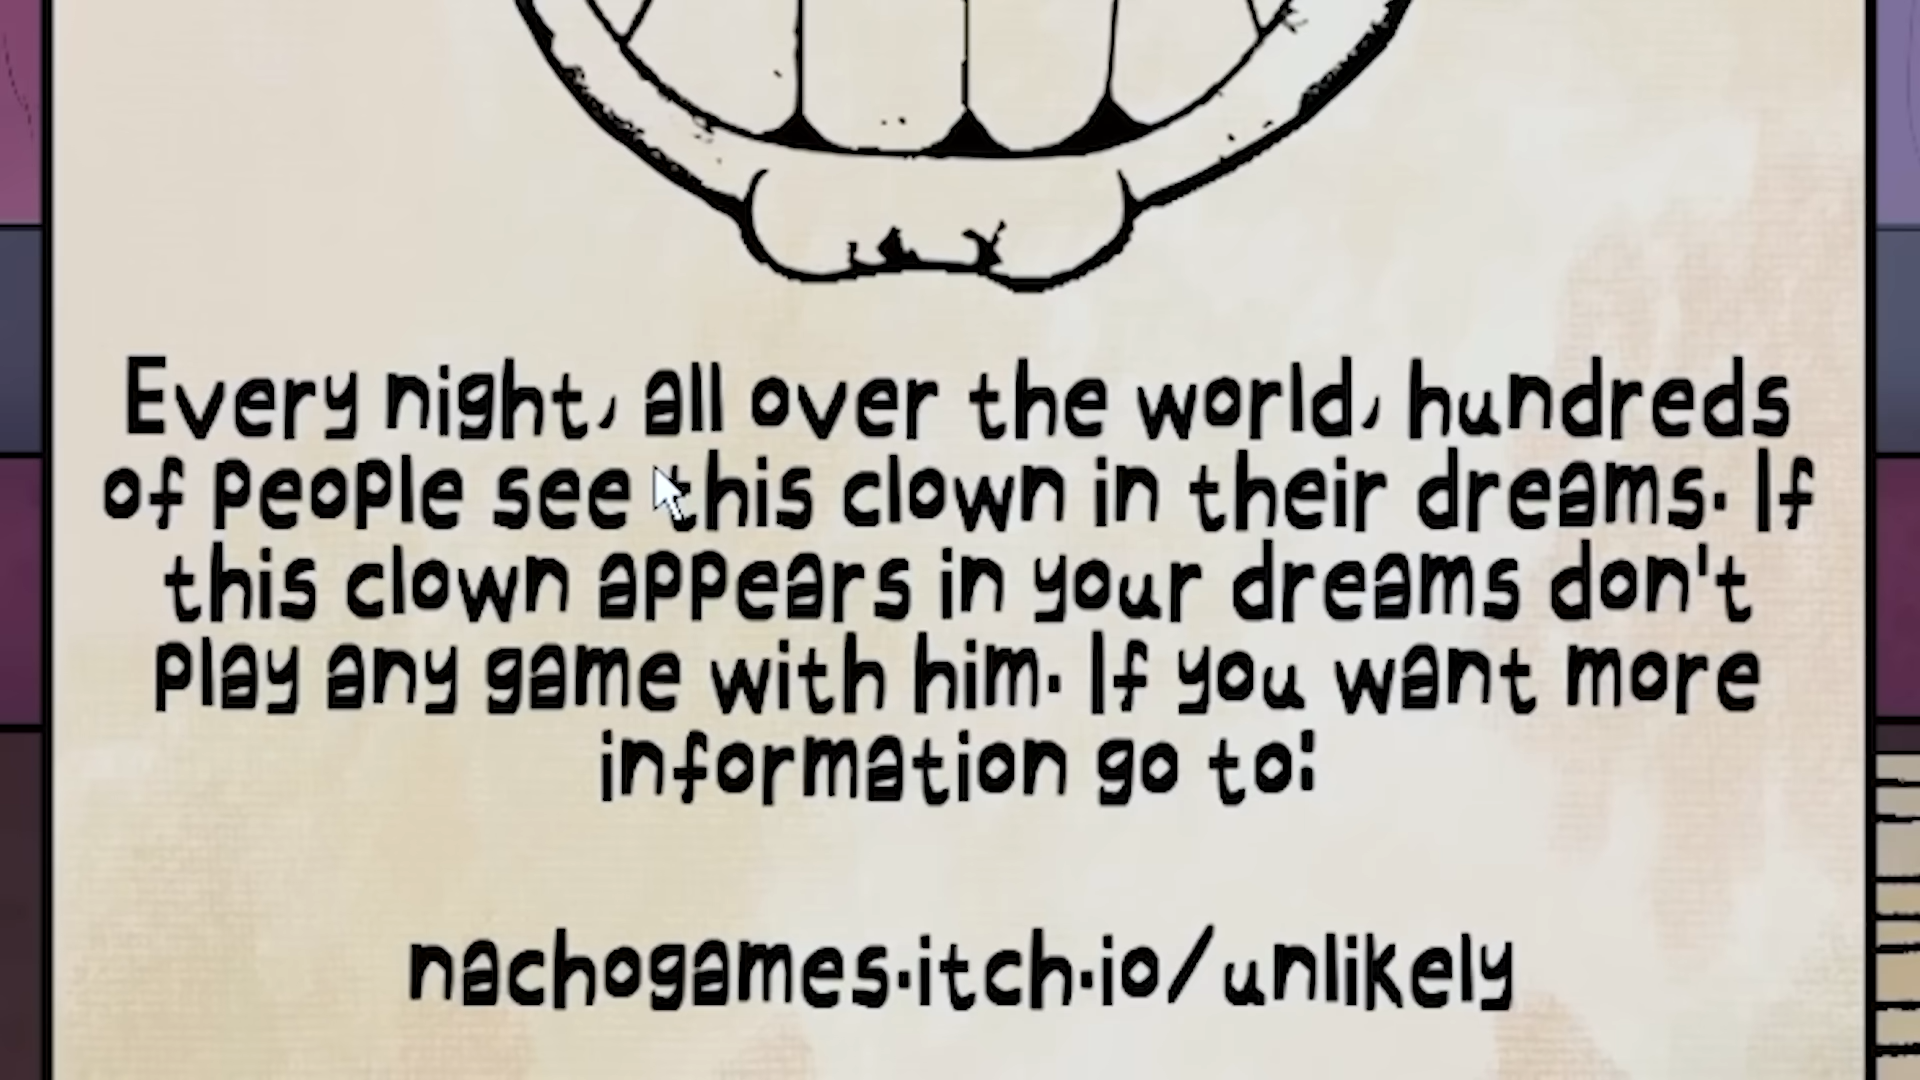 Every night, all over the world, hundreds
of people see this clown in their dreams. If
this clown appears in your dreams don't
play any game with him. If you want more
information go to:
nachogames.itch.io/unlikely